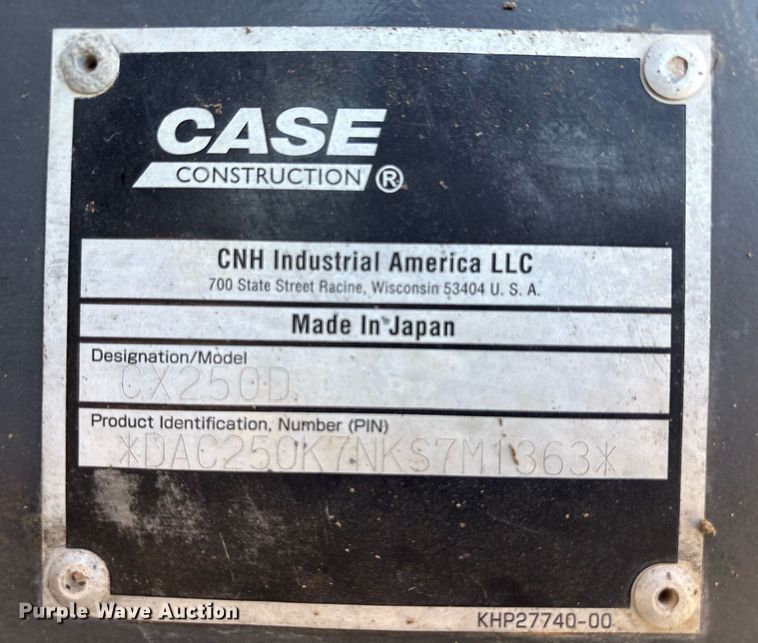 CASE
CONSTRUCTION ®
CNH Industrial America LLC
700 State Street Racine, Wisconsin 53404 U. S. A.
Made In Japan
Designation/Model
CX250D
Product Identification, Number (PIN)
*DAC250K7NKS7M1363*
KHP27740-00
Purple Wave Auction